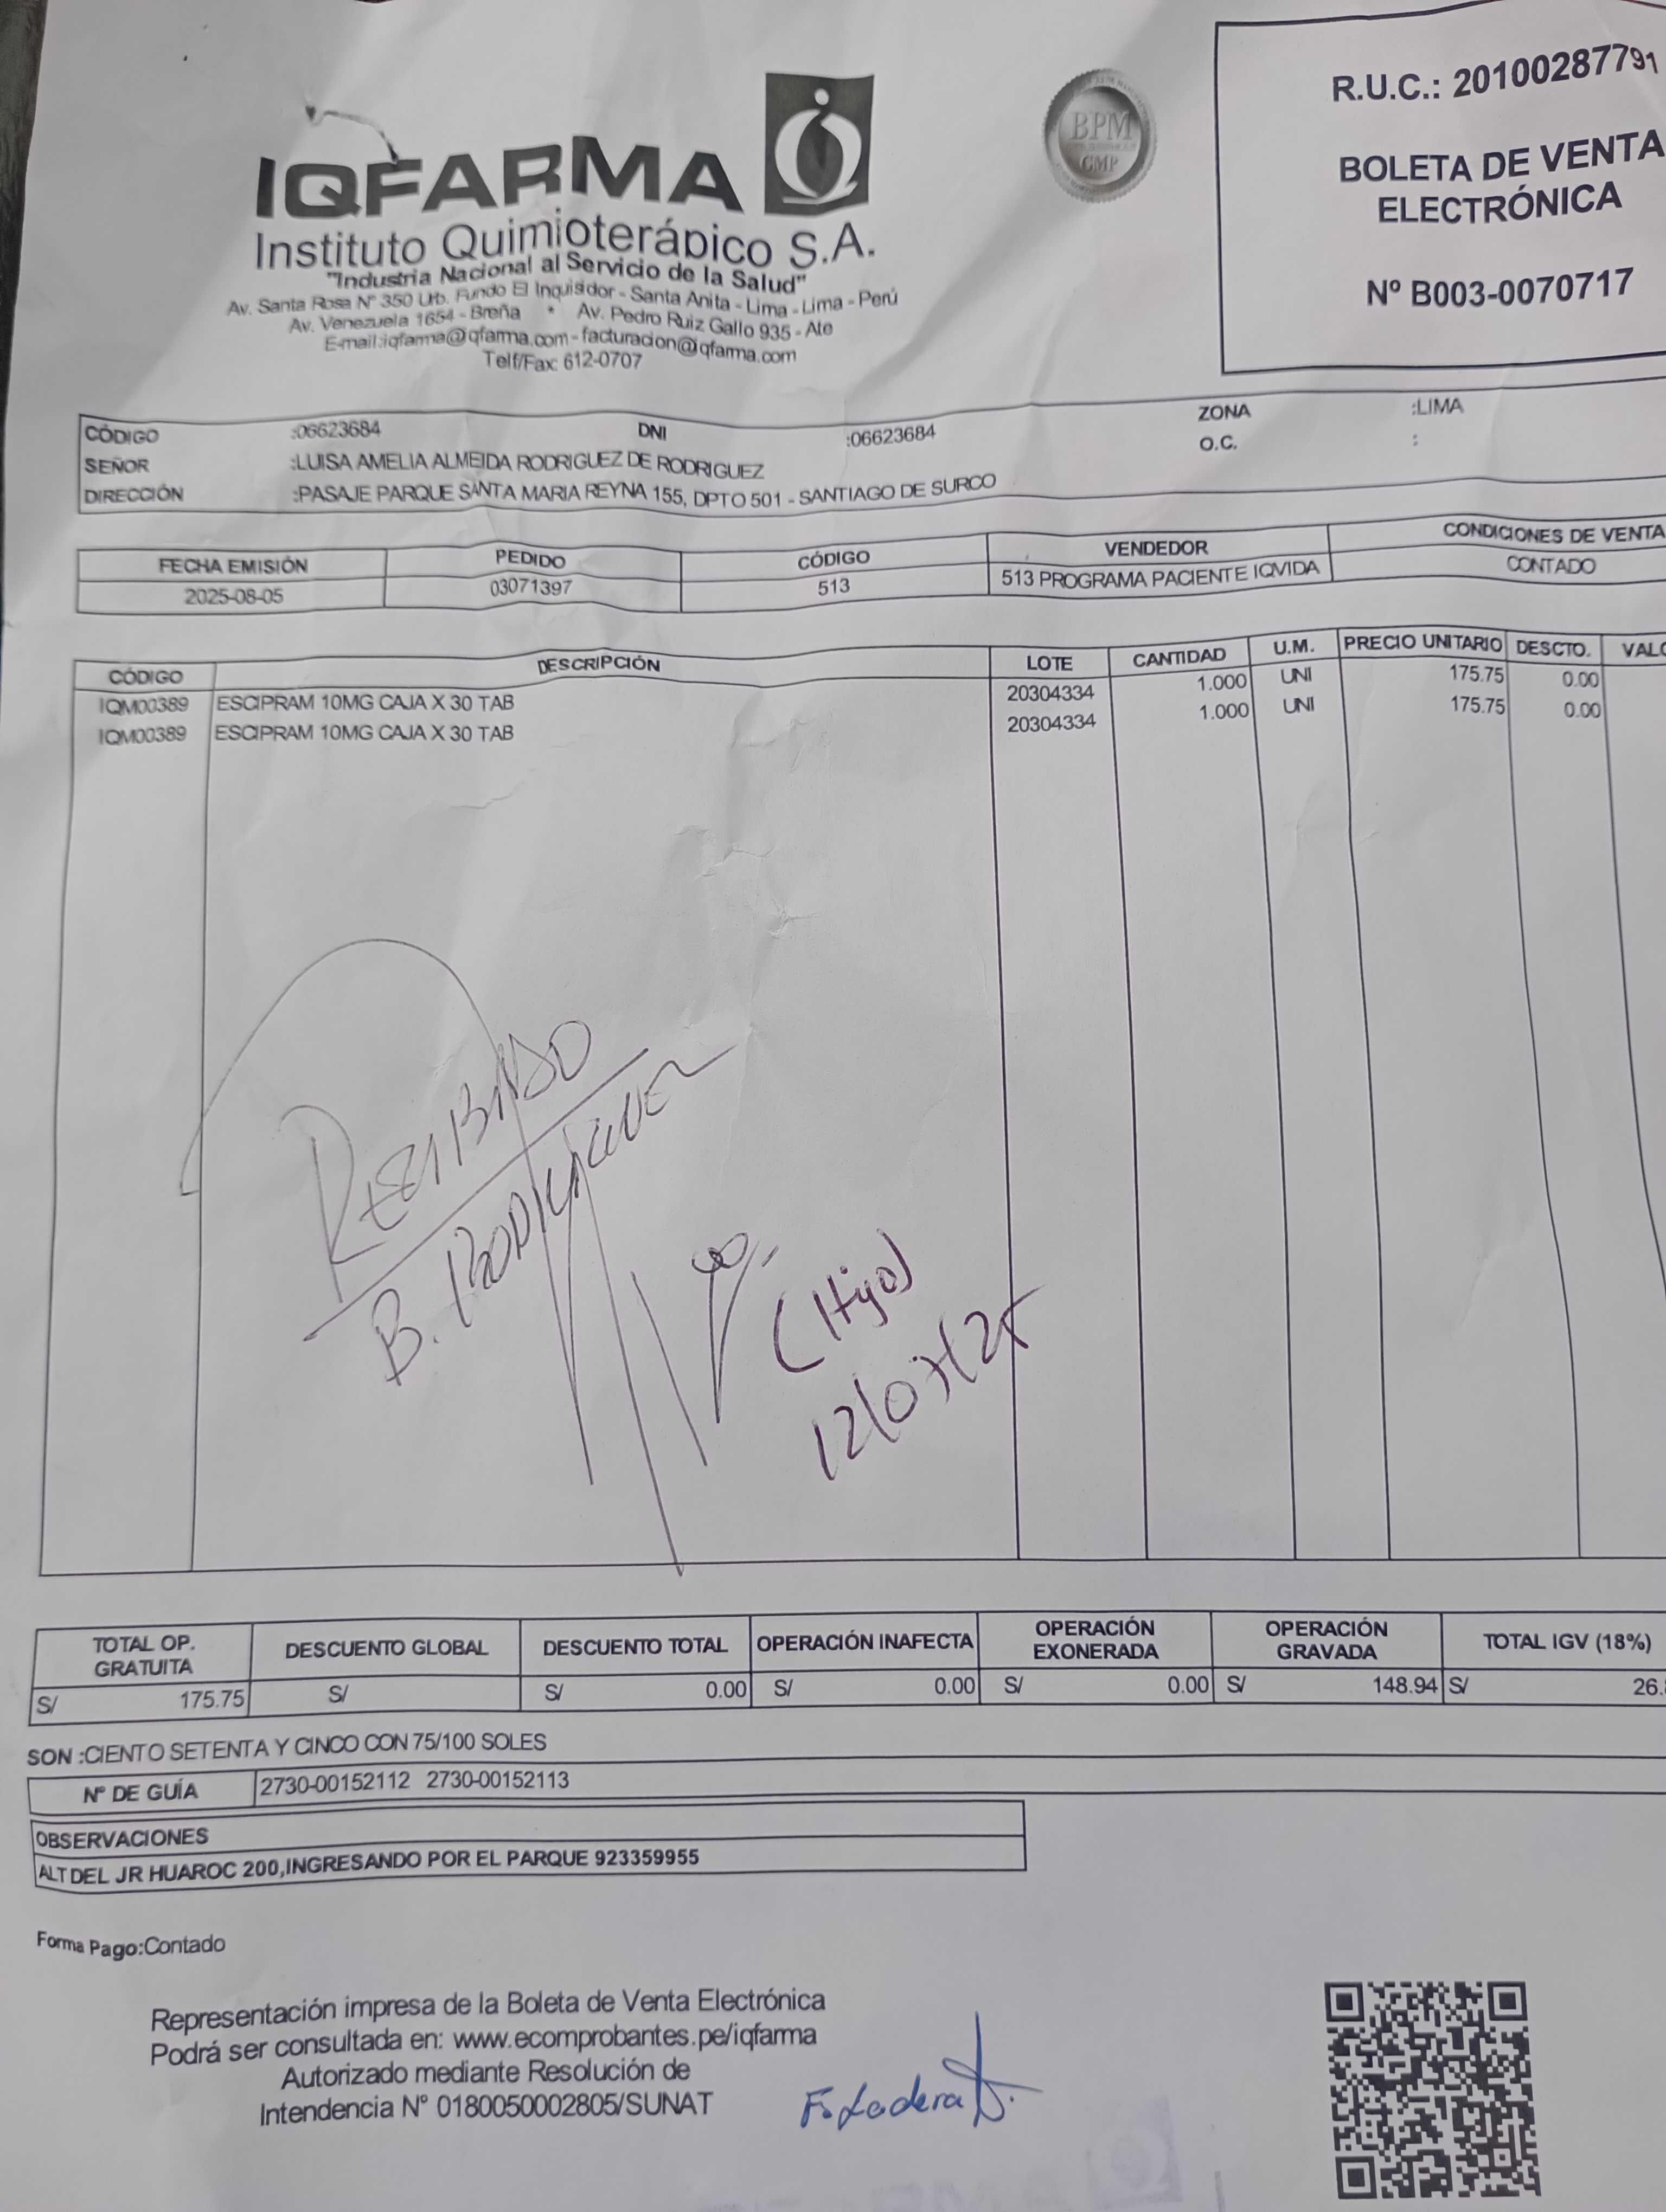 IQFARMA
Instituto Quimioterápico S.A.
"Industria Nacional al Servicio de la Salud"
Av. Santa Rosa Nº 350 Urb. Fundo El Inquisidor - Santa Anita - Lima - Lima - Perú
Av. Venezuela 1654 - Breña * Av. Pedro Ruiz Gallo 935 - Ate
E-mail:iqfarma@iqfarma.com - facturacion@iqfarma.com
Telf/Fax: 612-0707
BPM
GMP
R.U.C.: 20100287791
BOLETA DE VENTA
ELECTRÓNICA
Nº B003-0070717
CÓDIGO :06623684 DNI :06623684 ZONA :LIMA
SEÑOR :LUISA AMELIA ALMEIDA RODRIGUEZ DE RODRIGUEZ O.C. :
DIRECCIÓN :PASAJE PARQUE SANTA MARIA REYNA 155, DPTO 501 - SANTIAGO DE SURCO
FECHA EMISIÓN PEDIDO CÓDIGO VENDEDOR CONDICIONES DE VENTA
2025-08-05 03071397 513 513 PROGRAMA PACIENTE IQVIDA CONTADO
CÓDIGO DESCRIPCIÓN LOTE CANTIDAD U.M. PRECIO UNITARIO DESCTO. VALO
IQM00389 ESCIPRAM 10MG CAJA X 30 TAB 20304334 1.000 UNI 175.75 0.00
IQM00389 ESCIPRAM 10MG CAJA X 30 TAB 20304334 1.000 UNI 175.75 0.00
RECIBIDO
B. RODRIGUEZ
(Hijo)
TOTAL OP. GRATUITA DESCUENTO GLOBAL DESCUENTO TOTAL OPERACIÓN INAFECTA OPERACIÓN EXONERADA OPERACIÓN GRAVADA TOTAL IGV (18%)
S/ 175.75 S/ S/ 0.00 S/ 0.00 S/ 0.00 S/ 148.94 S/ 26.
SON :CIENTO SETENTA Y CINCO CON 75/100 SOLES
Nº DE GUÍA 2730-00152112 2730-00152113
OBSERVACIONES
ALT DEL JR HUAROC 200,INGRESANDO POR EL PARQUE 923359955
Forma Pago:Contado
Representación impresa de la Boleta de Venta Electrónica
Podrá ser consultada en: www.ecomprobantes.pe/iqfarma
Autorizado mediante Resolución de
Intendencia Nº 0180050002805/SUNAT